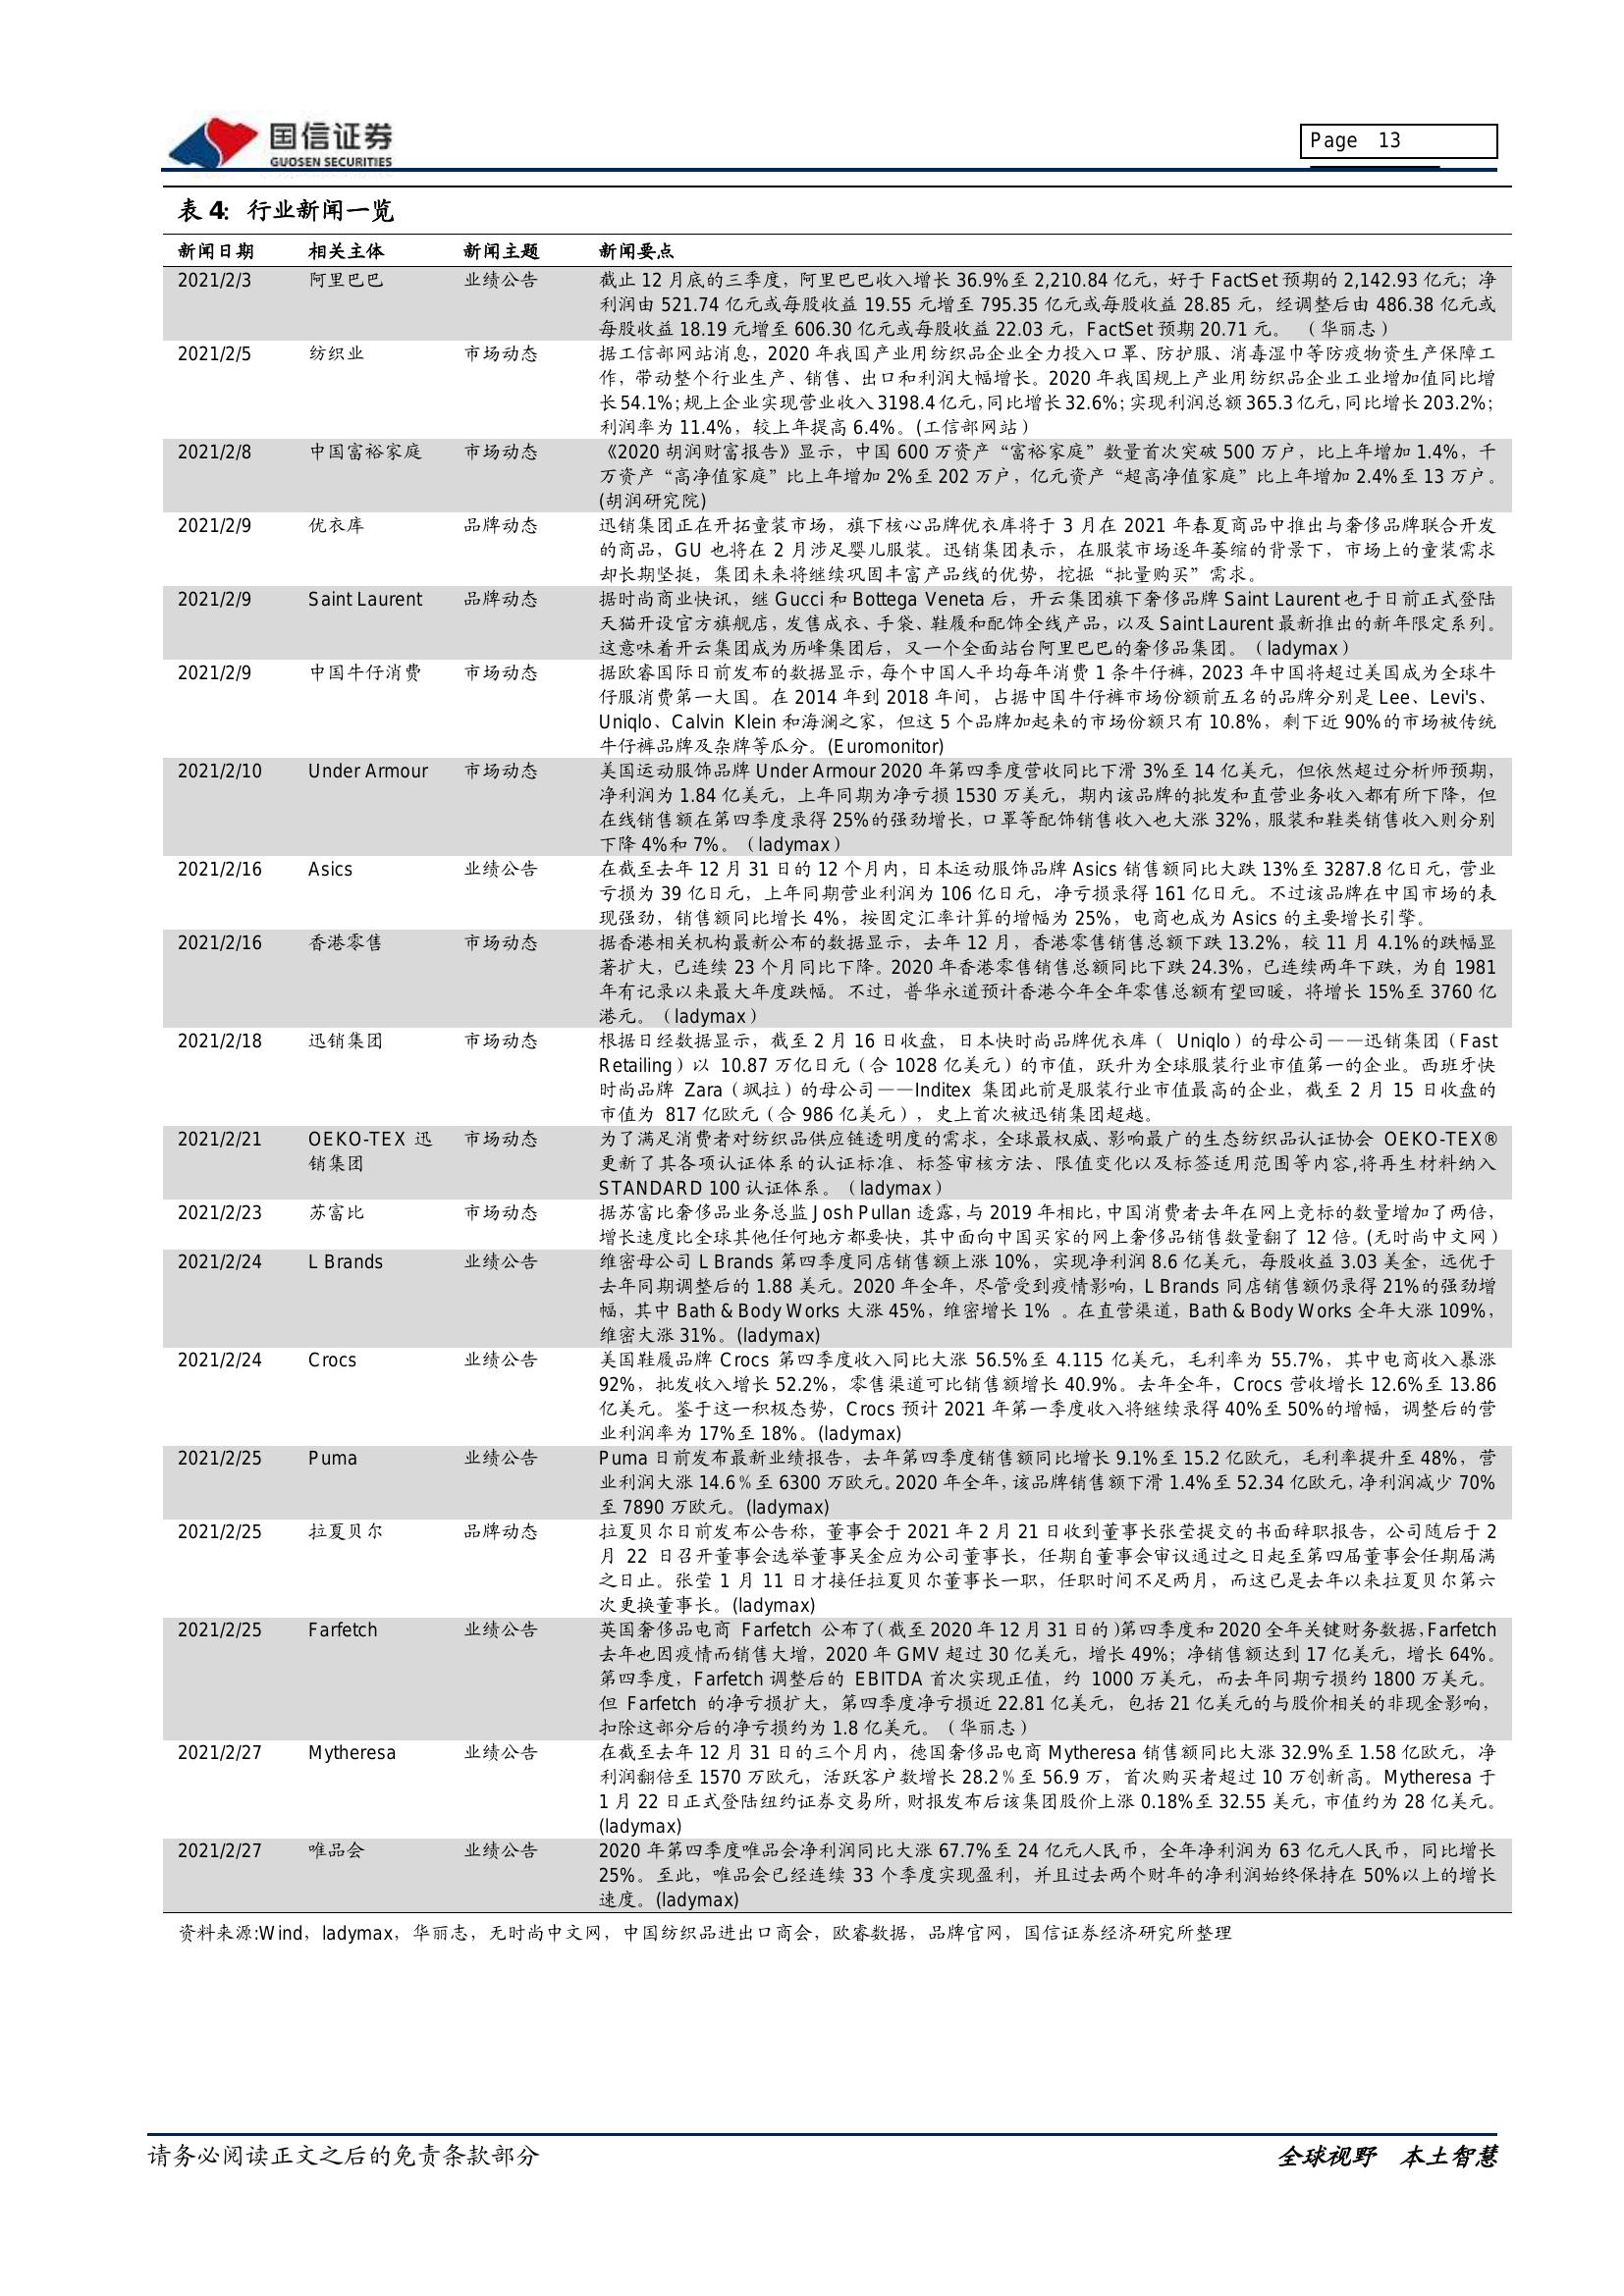 国信证券
GUOSEN SECURITIES
Page 13
表 4：行业新闻一览
新闻日期 相关主体 新闻主题 新闻要点
2021/2/3 阿里巴巴 业绩公告 截止 12 月底的三季度，阿里巴巴收入增长 36.9%至 2,210.84 亿元，好于 FactSet 预期的 2,142.93 亿元；净
利润由 521.74 亿元或每股收益 19.55 元增至 795.35 亿元或每股收益 28.85 元，经调整后由 486.38 亿元或
每股收益 18.19 元增至 606.30 亿元或每股收益 22.03 元，FactSet 预期 20.71 元。（华丽志）
2021/2/5 纺织业 市场动态 据工信部网站消息，2020 年我国产业用纺织品企业全力投入口罩、防护服、消毒湿巾等防疫物资生产保障工
作，带动整个行业生产、销售、出口和利润大幅增长。2020 年我国规上产业用纺织品企业工业增加值同比增
长 54.1%；规上企业实现营业收入 3198.4 亿元，同比增长 32.6%；实现利润总额 365.3 亿元，同比增长 203.2%；
利润率为 11.4%，较上年提高 6.4%。(工信部网站）
2021/2/8 中国富裕家庭 市场动态 《2020 胡润财富报告》显示，中国 600 万资产“富裕家庭”数量首次突破 500 万户，比上年增加 1.4%，千
万资产“高净值家庭”比上年增加 2%至 202 万户，亿元资产“超高净值家庭”比上年增加 2.4%至 13 万户。
(胡润研究院)
2021/2/9 优衣库 品牌动态 迅销集团正在开拓童装市场，旗下核心品牌优衣库将于 3 月在 2021 年春夏商品中推出与奢侈品牌联合开发
的商品，GU 也将在 2 月涉足婴儿服装。迅销集团表示，在服装市场逐年萎缩的背景下，市场上的童装需求
却长期坚挺，集团未来将继续巩固丰富产品线的优势，挖掘“批量购买”需求。
2021/2/9 Saint Laurent 品牌动态 据时尚商业快讯，继 Gucci 和 Bottega Veneta 后，开云集团旗下奢侈品牌 Saint Laurent 也于日前正式登陆
天猫开设官方旗舰店，发售成衣、手袋、鞋履和配饰全线产品，以及 Saint Laurent 最新推出的新年限定系列。
这意味着开云集团成为历峰集团后，又一个全面站台阿里巴巴的奢侈品集团。（ladymax）
2021/2/9 中国牛仔消费 市场动态 据欧睿国际日前发布的数据显示，每个中国人平均每年消费 1 条牛仔裤，2023 年中国将超过美国成为全球牛
仔服消费第一大国。在 2014 年到 2018 年间，占据中国牛仔裤市场份额前五名的品牌分别是 Lee、Levi's、
Uniqlo、Calvin Klein 和海澜之家，但这 5 个品牌加起来的市场份额只有 10.8%，剩下近 90%的市场被传统
牛仔裤品牌及杂牌等瓜分。(Euromonitor)
2021/2/10 Under Armour 市场动态 美国运动服饰品牌 Under Armour 2020 年第四季度营收同比下滑 3%至 14 亿美元，但依然超过分析师预期，
净利润为 1.84 亿美元，上年同期为净亏损 1530 万美元，期内该品牌的批发和直营业务收入都有所下降，但
在线销售额在第四季度录得 25%的强劲增长，口罩等配饰销售收入也大涨 32%，服装和鞋类销售收入则分别
下降 4%和 7%。（ladymax）
2021/2/16 Asics 业绩公告 在截至去年 12 月 31 日的 12 个月内，日本运动服饰品牌 Asics 销售额同比大跌 13%至 3287.8 亿日元，营业
亏损为 39 亿日元，上年同期营业利润为 106 亿日元，净亏损录得 161 亿日元。不过该品牌在中国市场的表
现强劲，销售额同比增长 4%，按固定汇率计算的增幅为 25%，电商也成为 Asics 的主要增长引擎。
2021/2/16 香港零售 市场动态 据香港相关机构最新公布的数据显示，去年 12 月，香港零售销售总额下跌 13.2%，较 11 月 4.1%的跌幅显
著扩大，已连续 23 个月同比下降。2020 年香港零售销售总额同比下跌 24.3%，已连续两年下跌，为自 1981
年有记录以来最大年度跌幅。不过，普华永道预计香港今年全年零售总额有望回暖，将增长 15%至 3760 亿
港元。（ladymax）
2021/2/18 迅销集团 市场动态 根据日经数据显示，截至 2 月 16 日收盘，日本快时尚品牌优衣库（ Uniqlo）的母公司——迅销集团（Fast
Retailing）以 10.87 万亿日元（合 1028 亿美元）的市值，跃升为全球服装行业市值第一的企业。西班牙快
时尚品牌 Zara（飒拉）的母公司——Inditex 集团此前是服装行业市值最高的企业，截至 2 月 15 日收盘的
市值为 817 亿欧元（合 986 亿美元），史上首次被迅销集团超越。
2021/2/21 OEKO-TEX 迅 市场动态 为了满足消费者对纺织品供应链透明度的需求，全球最权威、影响最广的生态纺织品认证协会 OEKO-TEX®
销集团 更新了其各项认证体系的认证标准、标签审核方法、限值变化以及标签适用范围等内容,将再生材料纳入
STANDARD 100 认证体系。（ladymax）
2021/2/23 苏富比 市场动态 据苏富比奢侈品业务总监 Josh Pullan 透露，与 2019 年相比，中国消费者去年在网上竞标的数量增加了两倍，
增长速度比全球其他任何地方都要快，其中面向中国买家的网上奢侈品销售数量翻了 12 倍。(无时尚中文网）
2021/2/24 L Brands 业绩公告 维密母公司 L Brands 第四季度同店销售额上涨 10%，实现净利润 8.6 亿美元，每股收益 3.03 美金，远优于
去年同期调整后的 1.88 美元。2020 年全年，尽管受到疫情影响，L Brands 同店销售额仍录得 21%的强劲增
幅，其中 Bath & Body Works 大涨 45%，维密增长 1% 。在直营渠道，Bath & Body Works 全年大涨 109%，
维密大涨 31%。(ladymax)
2021/2/24 Crocs 业绩公告 美国鞋履品牌 Crocs 第四季度收入同比大涨 56.5%至 4.115 亿美元，毛利率为 55.7%，其中电商收入暴涨
92%，批发收入增长 52.2%，零售渠道可比销售额增长 40.9%。去年全年，Crocs 营收增长 12.6%至 13.86
亿美元。鉴于这一积极态势，Crocs 预计 2021 年第一季度收入将继续录得 40%至 50%的增幅，调整后的营
业利润率为 17%至 18%。(ladymax)
2021/2/25 Puma 业绩公告 Puma 日前发布最新业绩报告，去年第四季度销售额同比增长 9.1%至 15.2 亿欧元，毛利率提升至 48%，营
业利润大涨 14.6％至 6300 万欧元。2020 年全年，该品牌销售额下滑 1.4%至 52.34 亿欧元，净利润减少 70%
至 7890 万欧元。(ladymax)
2021/2/25 拉夏贝尔 品牌动态 拉夏贝尔日前发布公告称，董事会于 2021 年 2 月 21 日收到董事长张莹提交的书面辞职报告，公司随后于 2
月 22 日召开董事会选举董事吴金应为公司董事长，任期自董事会审议通过之日起至第四届董事会任期届满
之日止。张莹 1 月 11 日才接任拉夏贝尔董事长一职，任职时间不足两月，而这已是去年以来拉夏贝尔第六
次更换董事长。(ladymax)
2021/2/25 Farfetch 业绩公告 英国奢侈品电商 Farfetch 公布了(截至 2020 年 12 月 31 日的)第四季度和 2020 全年关键财务数据，Farfetch
去年也因疫情而销售大增，2020 年 GMV 超过 30 亿美元，增长 49%；净销售额达到 17 亿美元，增长 64%。
第四季度，Farfetch 调整后的 EBITDA 首次实现正值，约 1000 万美元，而去年同期亏损约 1800 万美元。
但 Farfetch 的净亏损扩大，第四季度净亏损近 22.81 亿美元，包括 21 亿美元的与股价相关的非现金影响，
扣除这部分后的净亏损约为 1.8 亿美元。（华丽志）
2021/2/27 Mytheresa 业绩公告 在截至去年 12 月 31 日的三个月内，德国奢侈品电商 Mytheresa 销售额同比大涨 32.9%至 1.58 亿欧元，净
利润翻倍至 1570 万欧元，活跃客户数增长 28.2％至 56.9 万，首次购买者超过 10 万创新高。Mytheresa 于
1 月 22 日正式登陆纽约证券交易所，财报发布后该集团股价上涨 0.18%至 32.55 美元，市值约为 28 亿美元。
(ladymax)
2021/2/27 唯品会 业绩公告 2020 年第四季度唯品会净利润同比大涨 67.7%至 24 亿元人民币，全年净利润为 63 亿元人民币，同比增长
25%。至此，唯品会已经连续 33 个季度实现盈利，并且过去两个财年的净利润始终保持在 50%以上的增长
速度。(ladymax)
资料来源:Wind，ladymax，华丽志，无时尚中文网，中国纺织品进出口商会，欧睿数据，品牌官网，国信证券经济研究所整理
请务必阅读正文之后的免责条款部分 全球视野 本土智慧